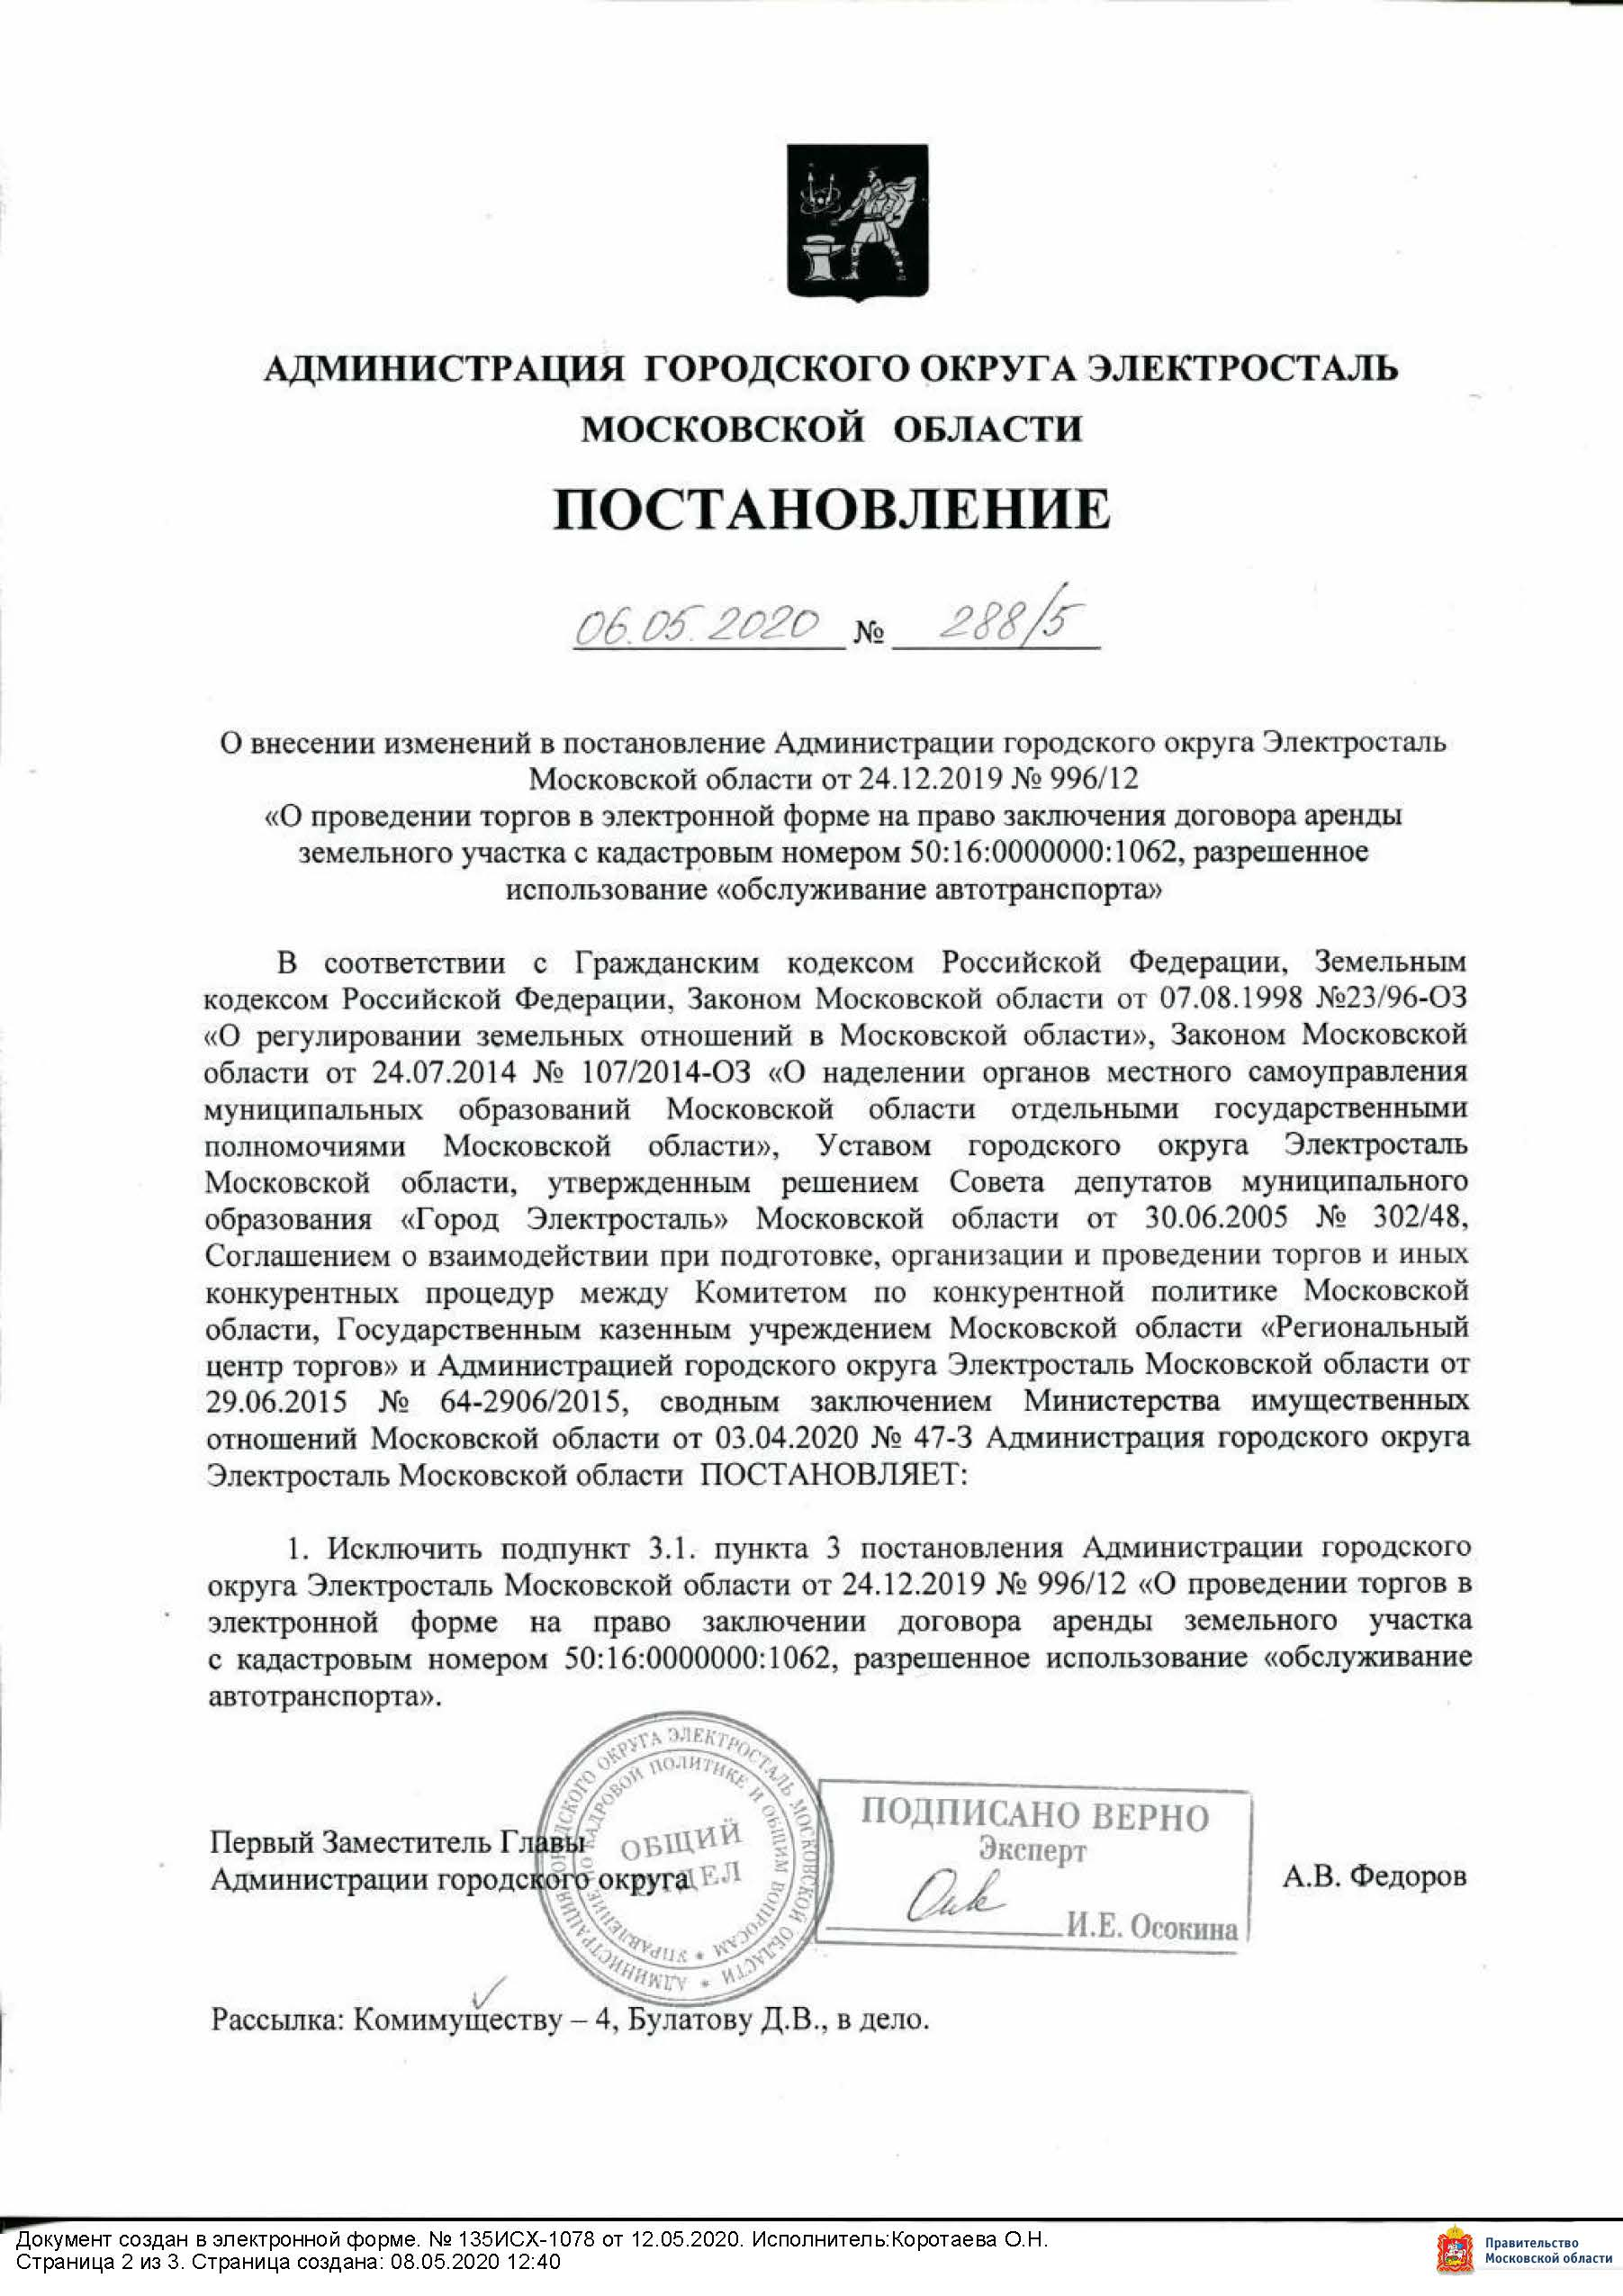 АДМИНИСТРАЦИЯ ГОРОДСКОГО ОКРУГА ЭЛЕКТРОСТАЛЬ
МОСКОВСКОЙ ОБЛАСТИ
ПОСТАНОВЛЕНИЕ
06.05.2020 № 288/5
О внесении изменений в постановление Администрации городского округа Электросталь
Московской области от 24.12.2019 № 996/12
«О проведении торгов в электронной форме на право заключения договора аренды
земельного участка с кадастровым номером 50:16:0000000:1062, разрешенное
использование «обслуживание автотранспорта»
В соответствии с Гражданским кодексом Российской Федерации, Земельным
кодексом Российской Федерации, Законом Московской области от 07.08.1998 №23/96-ОЗ
«О регулировании земельных отношений в Московской области», Законом Московской
области от 24.07.2014 № 107/2014-ОЗ «О наделении органов местного самоуправления
муниципальных образований Московской области отдельными государственными
полномочиями Московской области», Уставом городского округа Электросталь
Московской области, утвержденным решением Совета депутатов муниципального
образования «Город Электросталь» Московской области от 30.06.2005 № 302/48,
Соглашением о взаимодействии при подготовке, организации и проведении торгов и иных
конкурентных процедур между Комитетом по конкурентной политике Московской
области, Государственным казенным учреждением Московской области «Региональный
центр торгов» и Администрацией городского округа Электросталь Московской области от
29.06.2015 № 64-2906/2015, сводным заключением Министерства имущественных
отношений Московской области от 03.04.2020 № 47-З Администрация городского округа
Электросталь Московской области ПОСТАНОВЛЯЕТ:
1. Исключить подпункт 3.1. пункта 3 постановления Администрации городского
округа Электросталь Московской области от 24.12.2019 № 996/12 «О проведении торгов в
электронной форме на право заключении договора аренды земельного участка
с кадастровым номером 50:16:0000000:1062, разрешенное использование «обслуживание
автотранспорта».
Первый Заместитель Главы
Администрации городского округа
АДМИНИСТРАЦИЯ ГОРОДСКОГО ОКРУГА ЭЛЕКТРОСТАЛЬ МОСКОВСКОЙ ОБЛАСТИ
УПРАВЛЕНИЕ ПО КАДРОВОЙ ПОЛИТИКЕ И ОБЩИМ ВОПРОСАМ
ОБЩИЙ
ОТДЕЛ
ПОДПИСАНО ВЕРНО
Эксперт
И.Е. Осокина
А.В. Федоров
Рассылка: Комимуществу – 4, Булатову Д.В., в дело.
Документ создан в электронной форме. № 135ИСХ-1078 от 12.05.2020. Исполнитель:Коротаева О.Н.
Страница 2 из 3. Страница создана: 08.05.2020 12:40
Правительство
Московской области